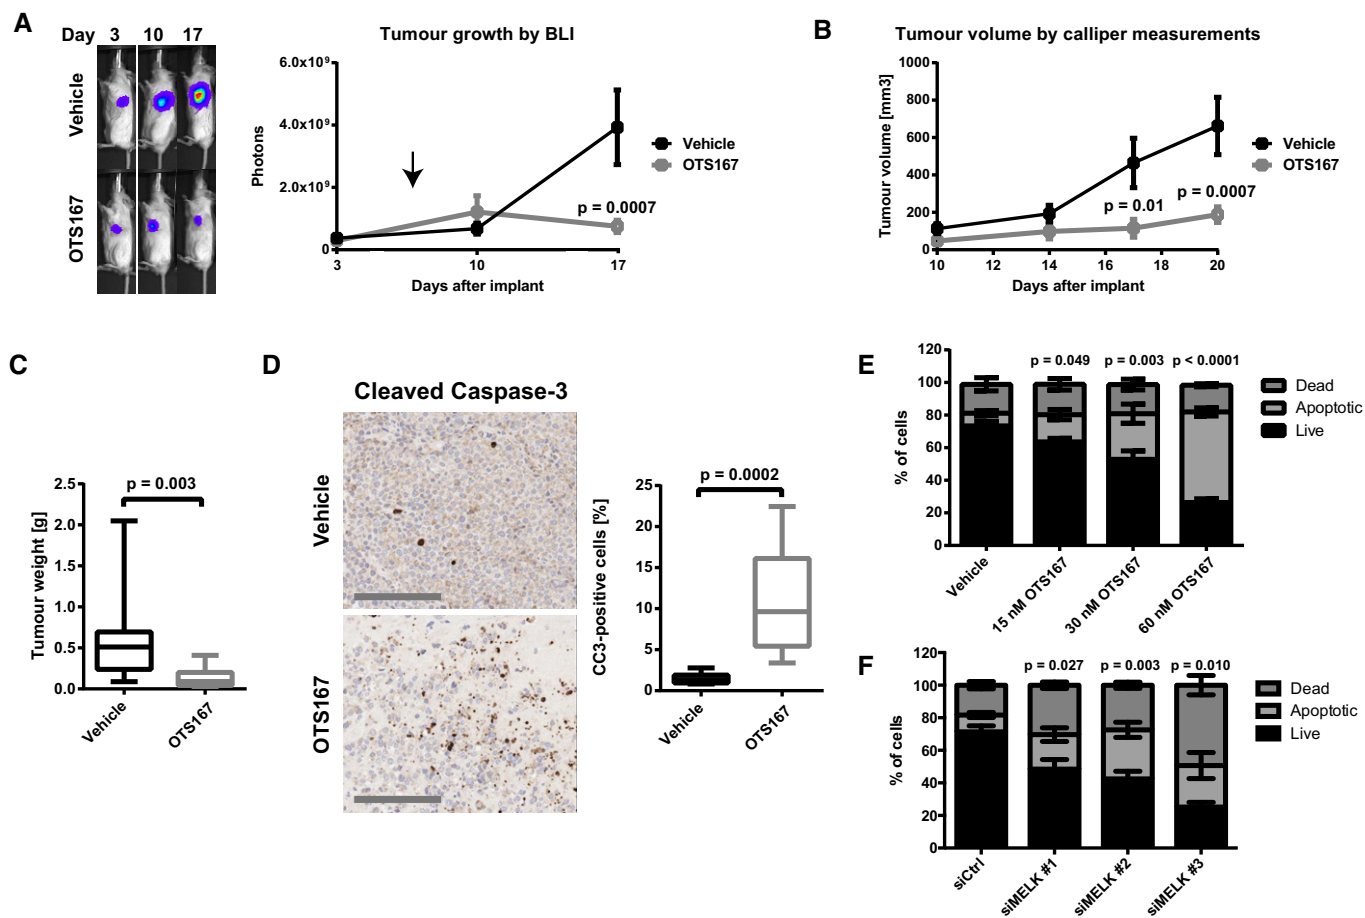 A
Day 3 10 17
Vehicle
OTS167
Tumour growth by BLI
Photons
6.0x10⁹
4.0x10⁹
2.0x10⁹
0
3 10 17
Days after implant
p = 0.0007
Vehicle
OTS167
B
Tumour volume by calliper measurements
Tumour volume [mm3]
1000
800
600
400
200
0
10 12 14 16 18 20
Days after implant
p = 0.01
p = 0.0007
Vehicle
OTS167
C
Tumour weight [g]
2.5
2.0
1.5
1.0
0.5
0.0
p = 0.003
Vehicle
OTS167
D
Cleaved Caspase-3
Vehicle
OTS167
CC3-positive cells [%]
25
20
15
10
5
0
p = 0.0002
Vehicle
OTS167
E
% of cells
120
100
80
60
40
20
0
p = 0.049
p = 0.003
p < 0.0001
Dead
Apoptotic
Live
Vehicle
15 nM OTS167
30 nM OTS167
60 nM OTS167
F
% of cells
120
100
80
60
40
20
0
p = 0.027
p = 0.003
p = 0.010
Dead
Apoptotic
Live
siCtrl
siMELK #1
siMELK #2
siMELK #3